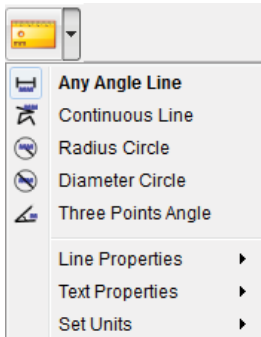 Any Angle Line
Continuous Line
Radius Circle
Diameter Circle
Three Points Angle
Line Properties
Text Properties
Set Units